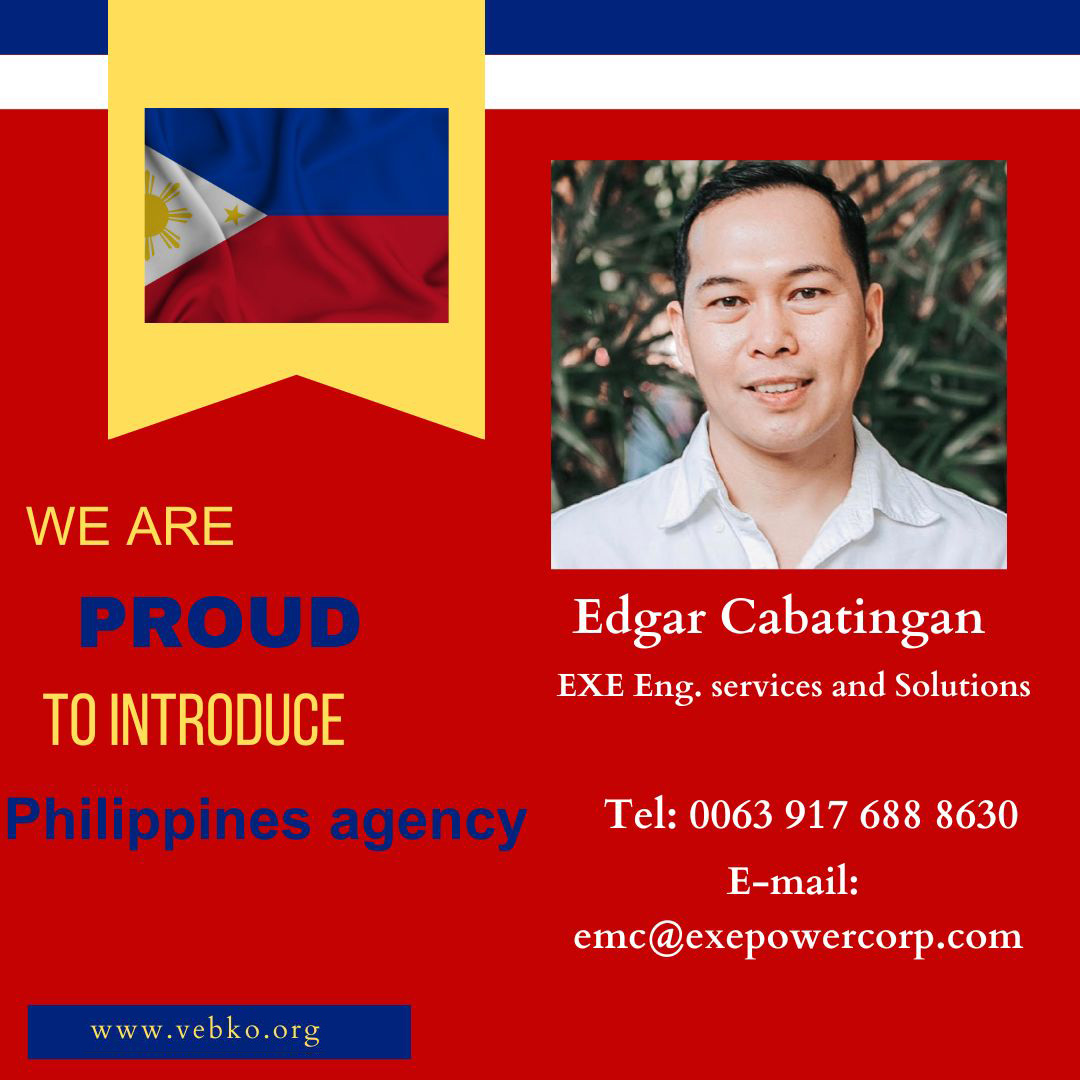 WE ARE
PROUD
TO INTRODUCE
Philippines agency
Edgar Cabatingan
EXE Eng. services and Solutions
Tel: 0063 917 688 8630
E-mail:
emc@exepowercorp.com
www.vebko.org